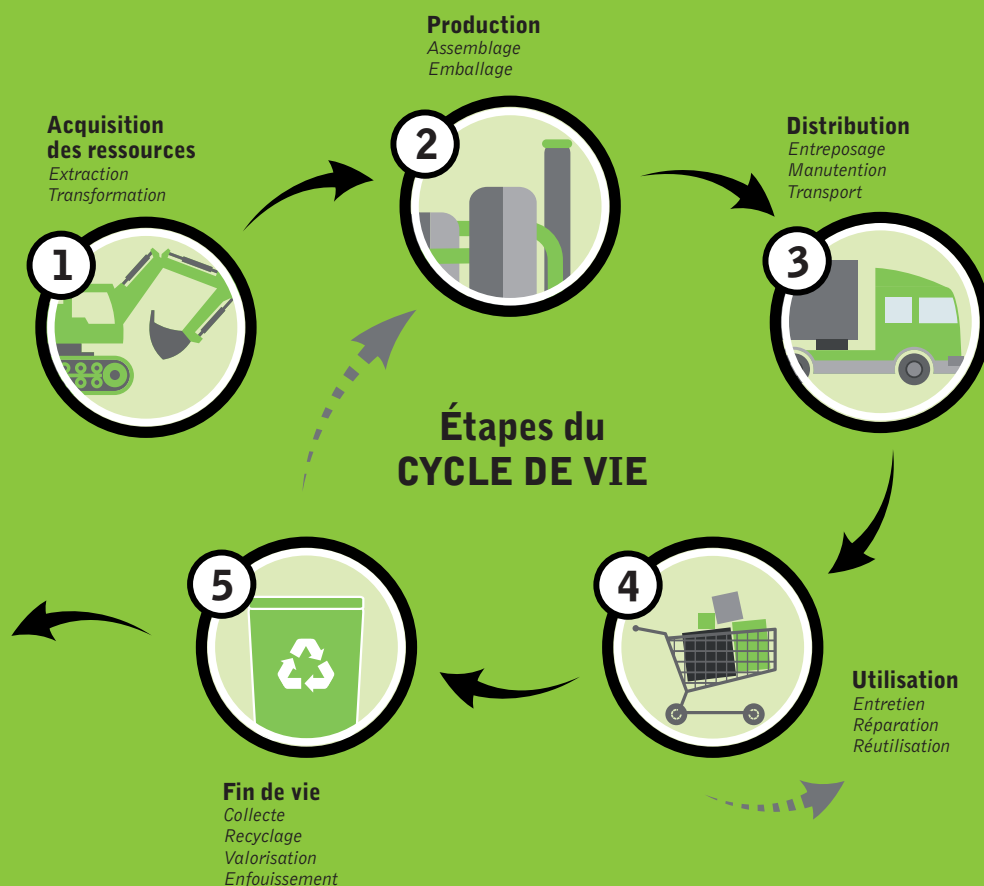 Étapes du
CYCLE DE VIE
1
Acquisition
des ressources
Extraction
Transformation
2
Production
Assemblage
Emballage
3
Distribution
Entreposage
Manutention
Transport
4
Utilisation
Entretien
Réparation
Réutilisation
5
Fin de vie
Collecte
Recyclage
Valorisation
Enfouissement